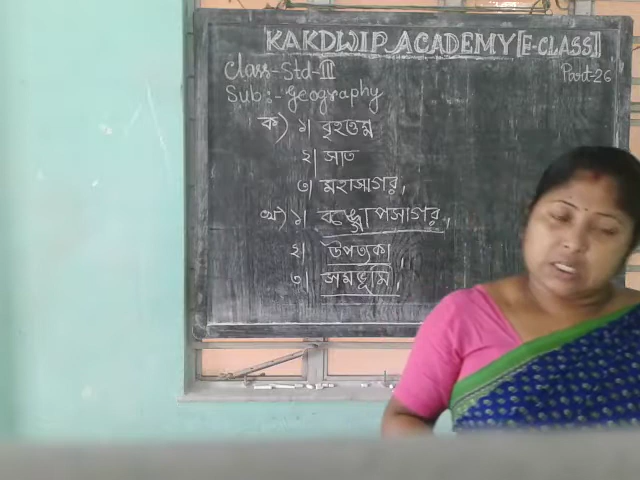 KAKDWIP ACADEMY [E-CLASS]
Class-Std-III
Part-26
Sub:- Geography
ক) ১। বৃহত্তম
২। সাত
৩। মহাসাগর,
খ) ১। বঙ্গোপসাগর,
২। উপত্যকা,
৩। সমভূমি,